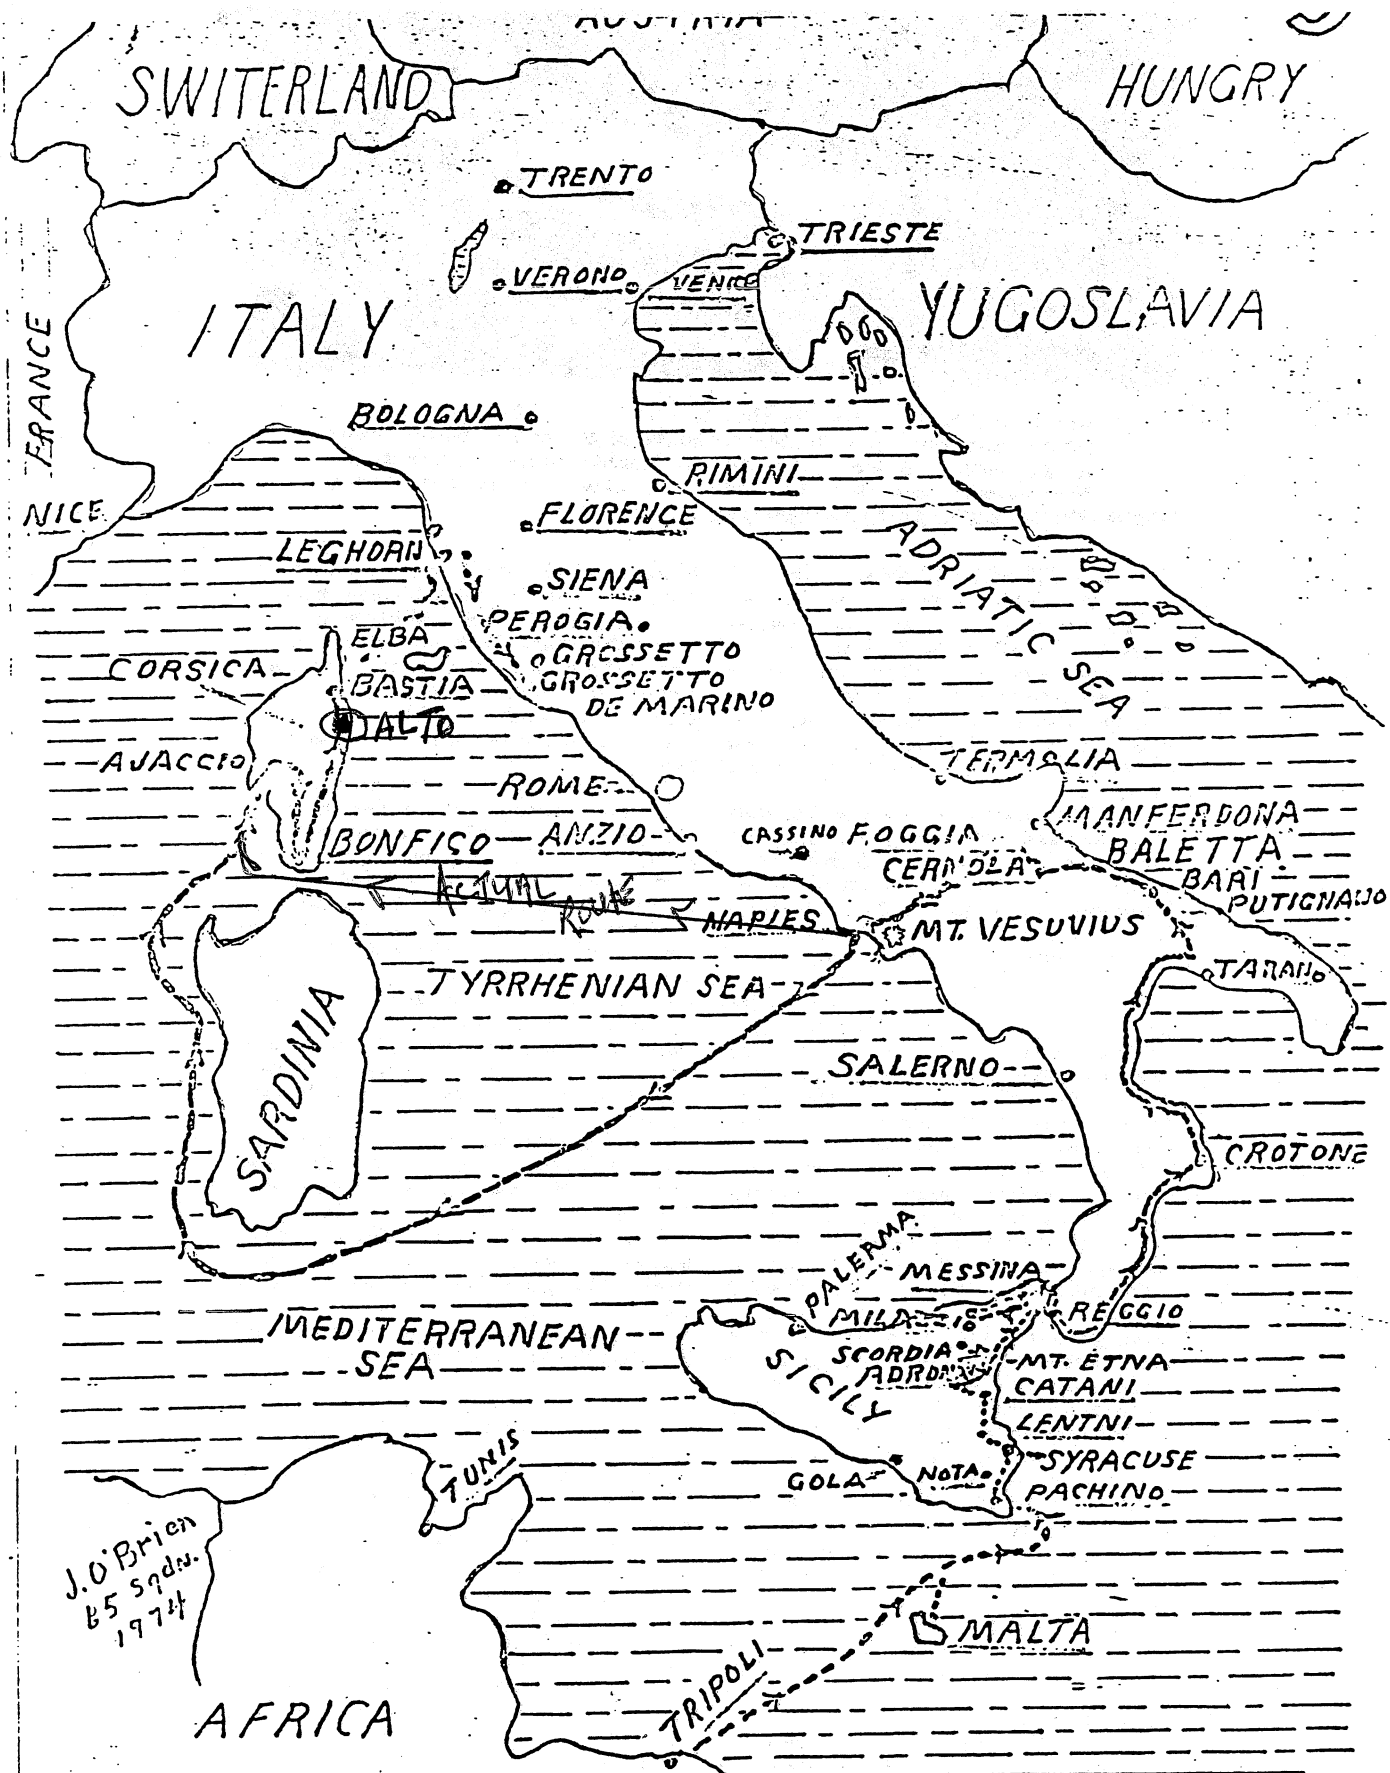 AUSTRIA
SWITERLAND
HUNGRY
TRENTO
TRIESTE
VERONO
VENICE
ITALY
YUGOSLAVIA
FRANCE
BOLOGNA
RIMINI
NICE
FLORENCE
LEGHORN
ADRIATIC SEA
SIENA
PEROGIA
ELBA
GROSSETTO
CORSICA
BASTIA
GROSSETTO
DE MARINO
ALTO
AJACCIO
TERMOLIA
ROME
MANFERDONA
BONFICO
ANZIO
CASSINO
FOGGIA
BALETTA
CERNOLA
BARI
PUTIGNANO
ACTUAL
ROUTE
NAPLES
MT. VESUVIUS
TYRRHENIAN SEA
TARANO
SARDINIA
SALERNO
CROTONE
PALERMA
MESSINA
MILAZZIO
REGGIO
MEDITERRANEAN
SEA
SICILY
SCORDIA
MT. ETNA
CATANI
LENTNI
TUNIS
SYRACUSE
GOLA
NOTA
PACHINO
J. O'Brien
85 Sqdn.
1974
MALTA
TRIPOLI
AFRICA